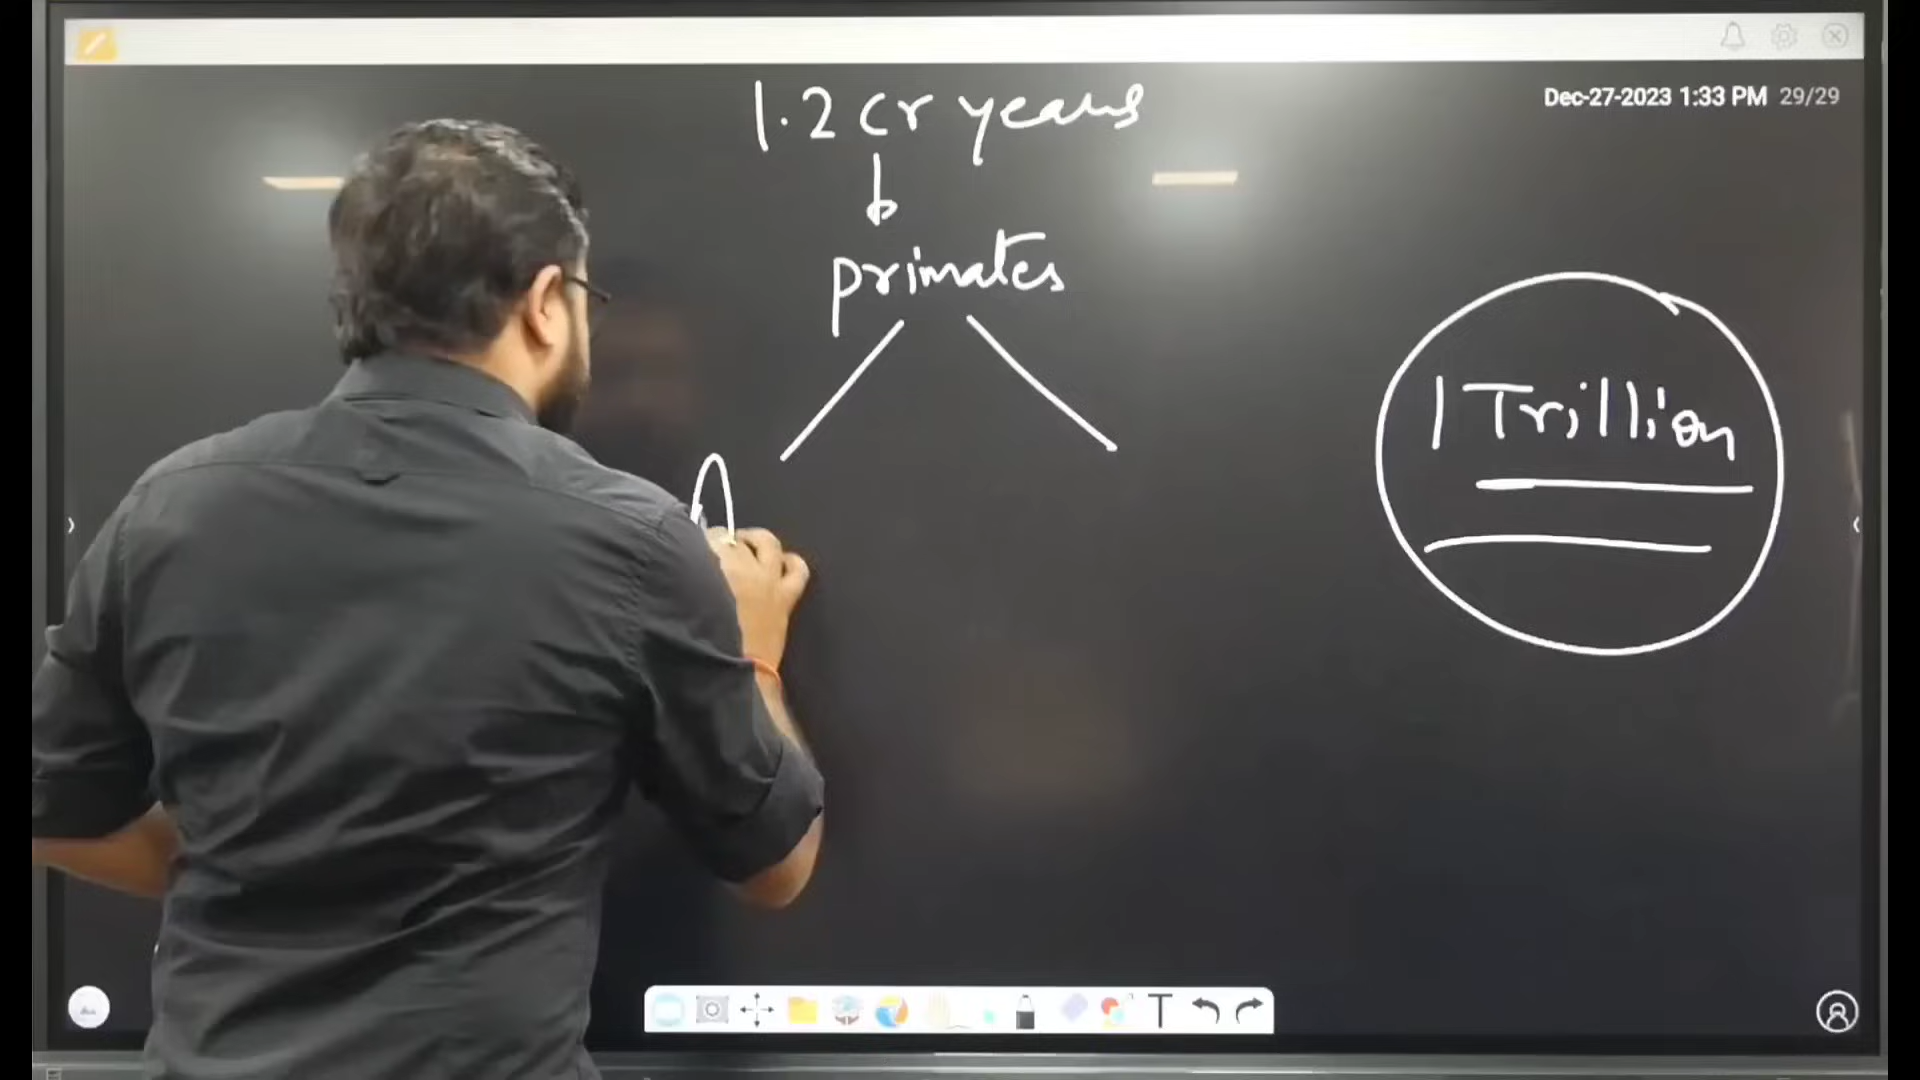 Dec-27-2023 1:33 PM 29/29
1.2 cr years
primates
1 Trillion
T